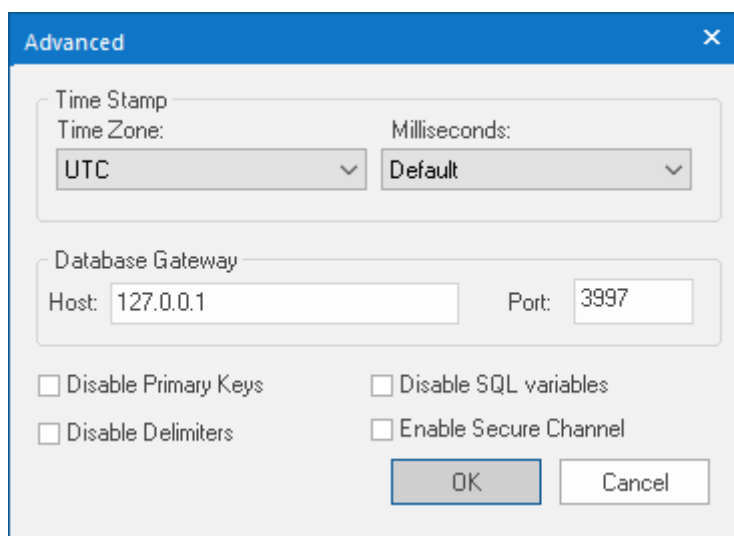 Advanced
Time Stamp
Time Zone: Milliseconds:
UTC Default
Database Gateway
Host: 127.0.0.1 Port: 3997
Disable Primary Keys Disable SQL variables
Disable Delimiters Enable Secure Channel
OK Cancel